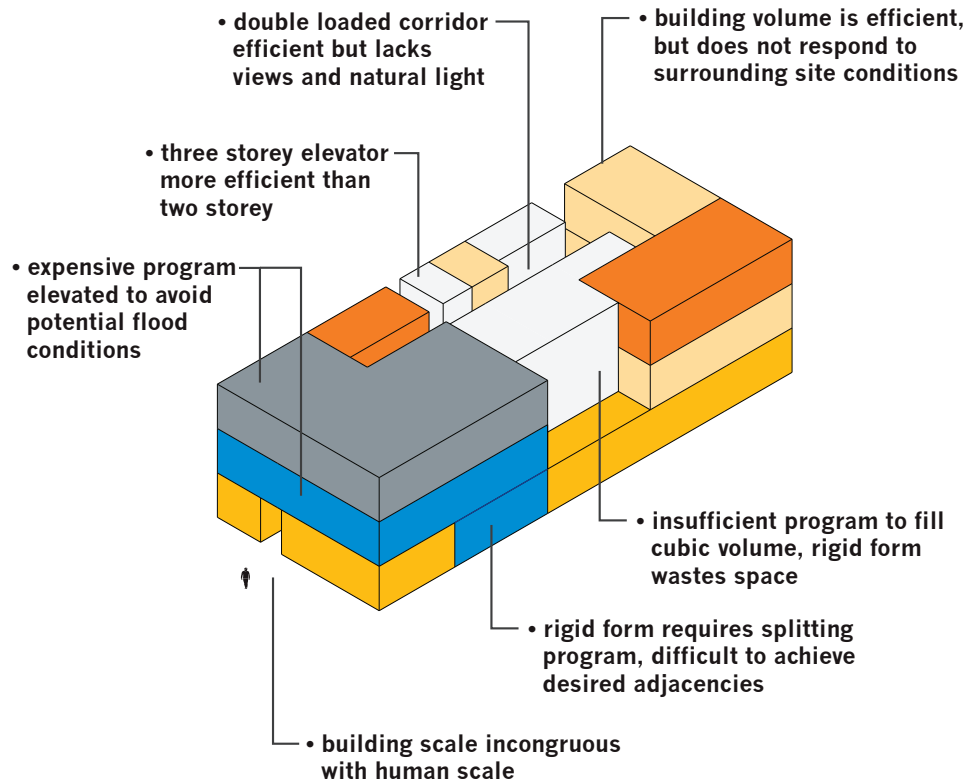 • double loaded corridor
efficient but lacks
views and natural light
• building volume is efficient,
but does not respond to
surrounding site conditions
• three storey elevator
more efficient than
two storey
• expensive program
elevated to avoid
potential flood
conditions
• insufficient program to fill
cubic volume, rigid form
wastes space
• rigid form requires splitting
program, difficult to achieve
desired adjacencies
• building scale incongruous
with human scale